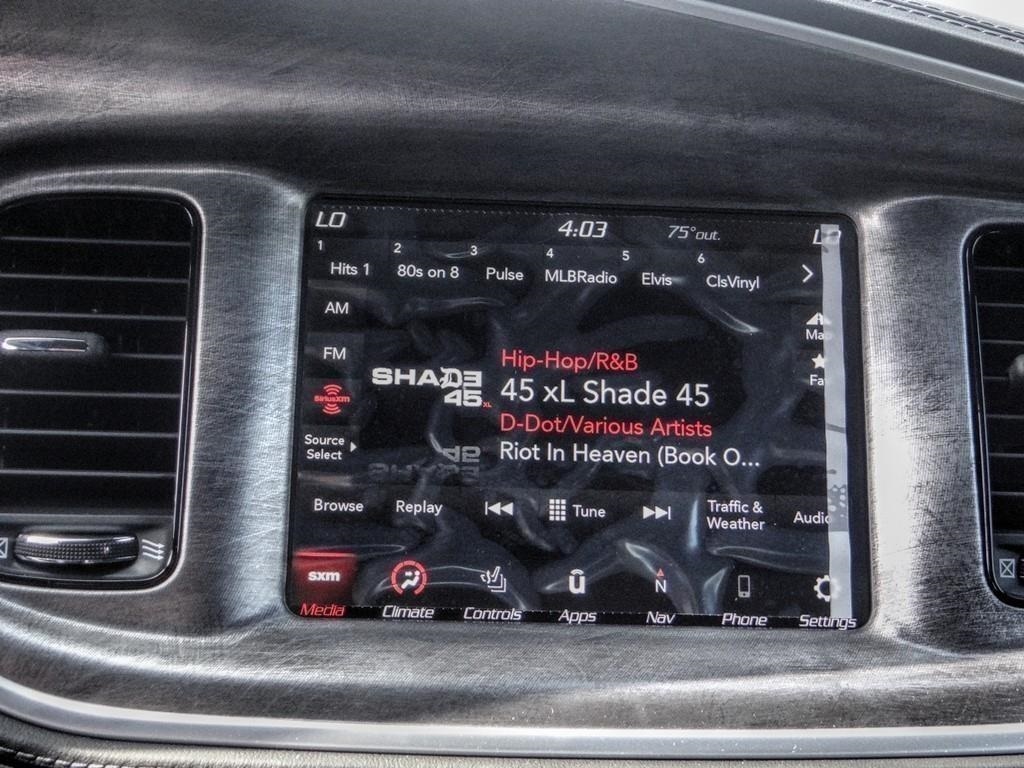 LO 4:03 75° out.
1 2 3 4 5 6
Hits 1 80s on 8 Pulse MLBRadio Elvis ClsVinyl
AM
FM
SiriusXM
Source
Select
SHADE
45 XL
Hip-Hop/R&B
45 xL Shade 45
D-Dot/Various Artists
Riot In Heaven (Book O...
Browse Replay Tune Traffic &
Weather Audio
sxm N
Media Climate Controls Apps Nav Phone Settings